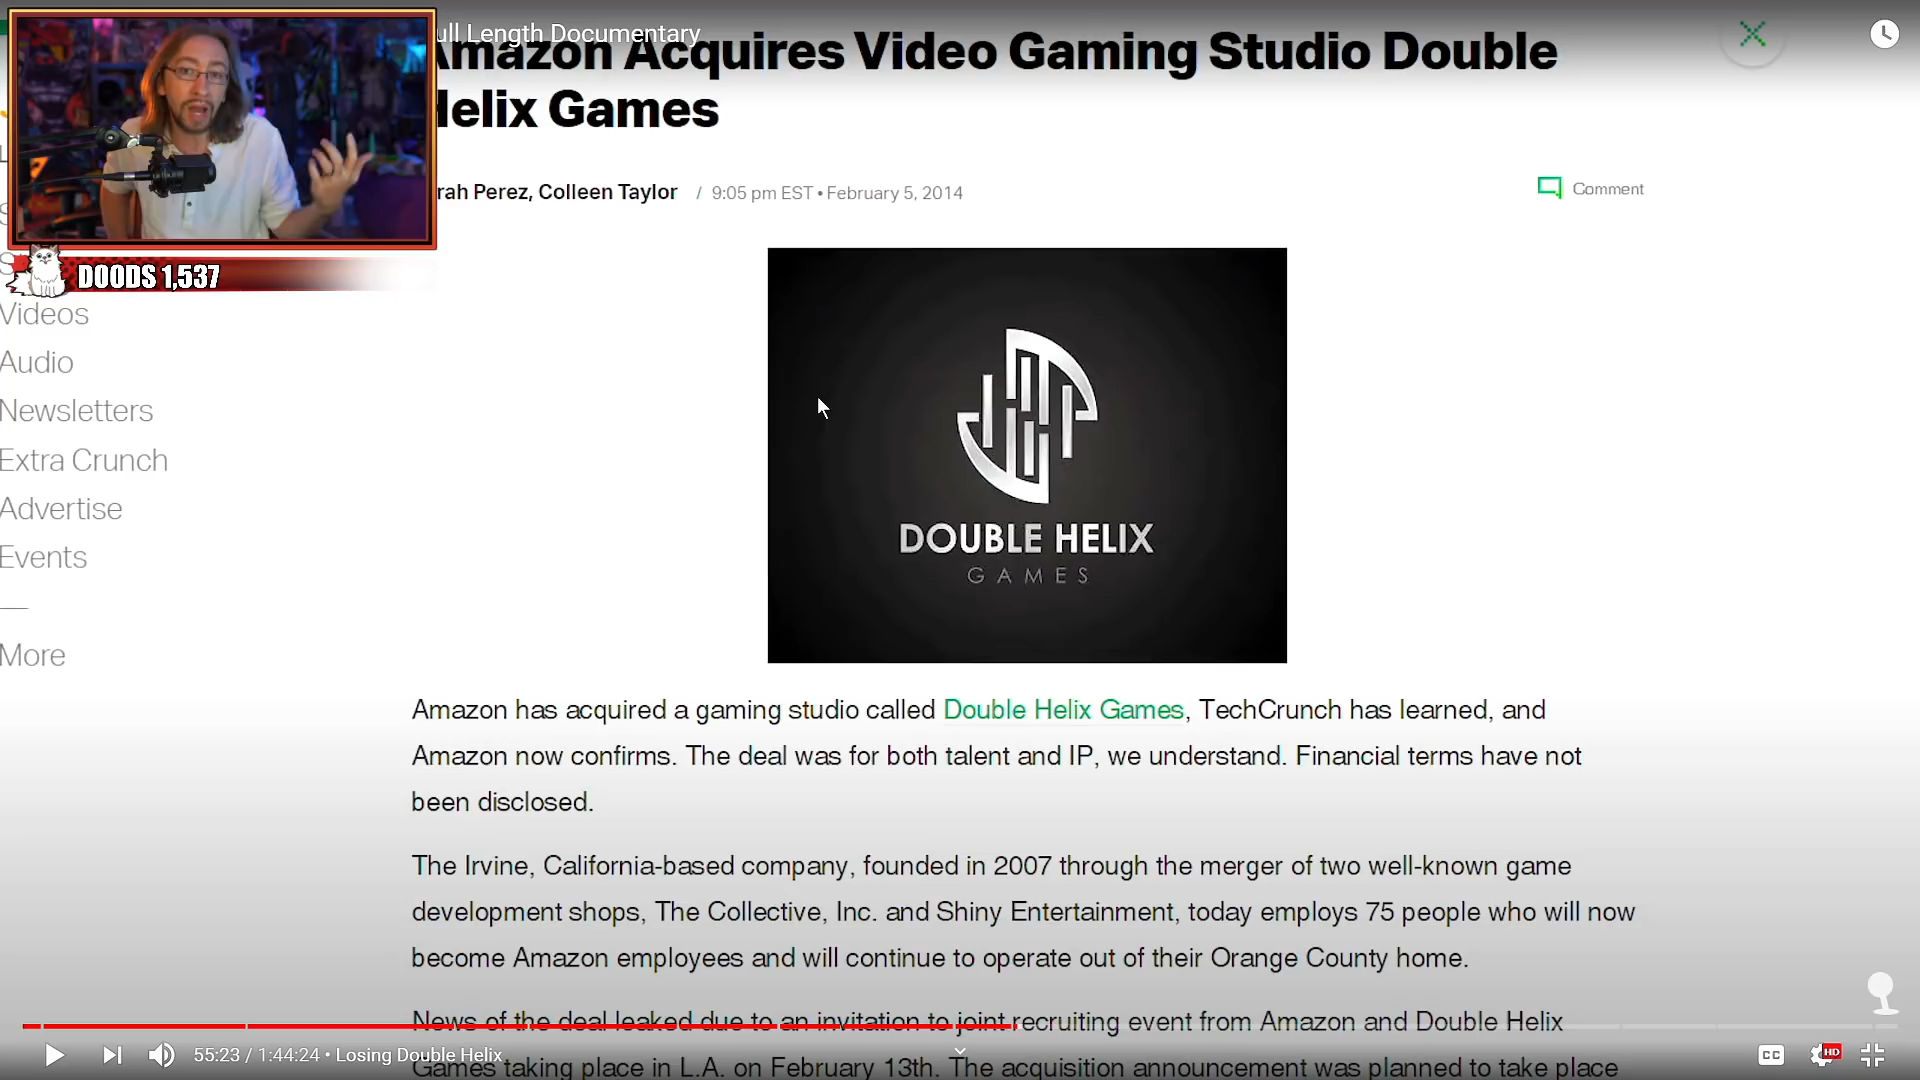 ull Length Documentary
Amazon Acquires Video Gaming Studio Double
Helix Games
rah Perez, Colleen Taylor / 9:05 pm EST • February 5, 2014
Comment
DOODS 1,537
Videos
Audio
Newsletters
Extra Crunch
Advertise
Events
More
DOUBLE HELIX
GAMES
Amazon has acquired a gaming studio called Double Helix Games, TechCrunch has learned, and
Amazon now confirms. The deal was for both talent and IP, we understand. Financial terms have not
been disclosed.
The Irvine, California-based company, founded in 2007 through the merger of two well-known game
development shops, The Collective, Inc. and Shiny Entertainment, today employs 75 people who will now
become Amazon employees and will continue to operate out of their Orange County home.
News of the deal leaked due to an invitation to joint recruiting event from Amazon and Double Helix
Games taking place in L.A. on February 13th. The acquisition announcement was planned to take place
55:23 / 1:44:24 • Losing Double Helix
CC
HD